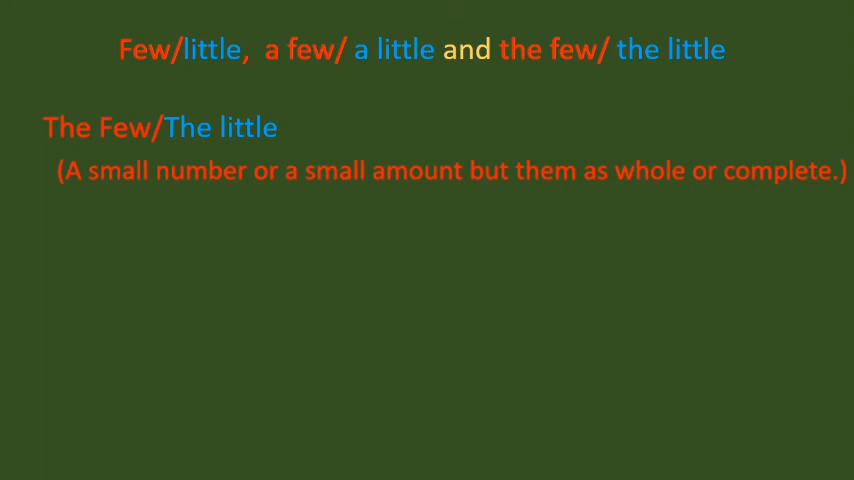 Few/little, a few/ a little and the few/ the little
The Few/The little
(A small number or a small amount but them as whole or complete.)